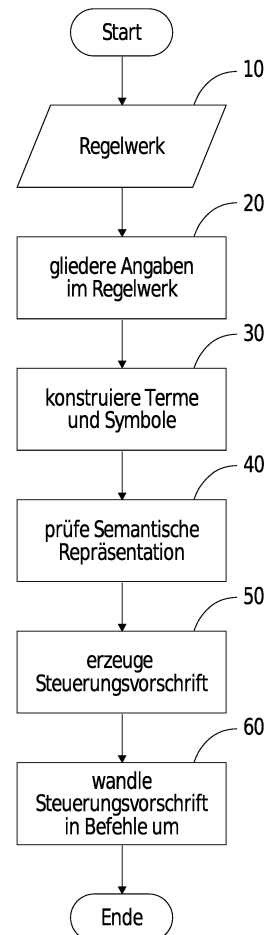 Start
10
Regelwerk
20
gliedere Angaben
im Regelwerk
30
konstruiere Terme
und Symbole
40
prüfe Semantische
Repräsentation
50
erzeuge
Steuerungsvorschrift
60
wandle
Steuerungsvorschrift
in Befehle um
Ende